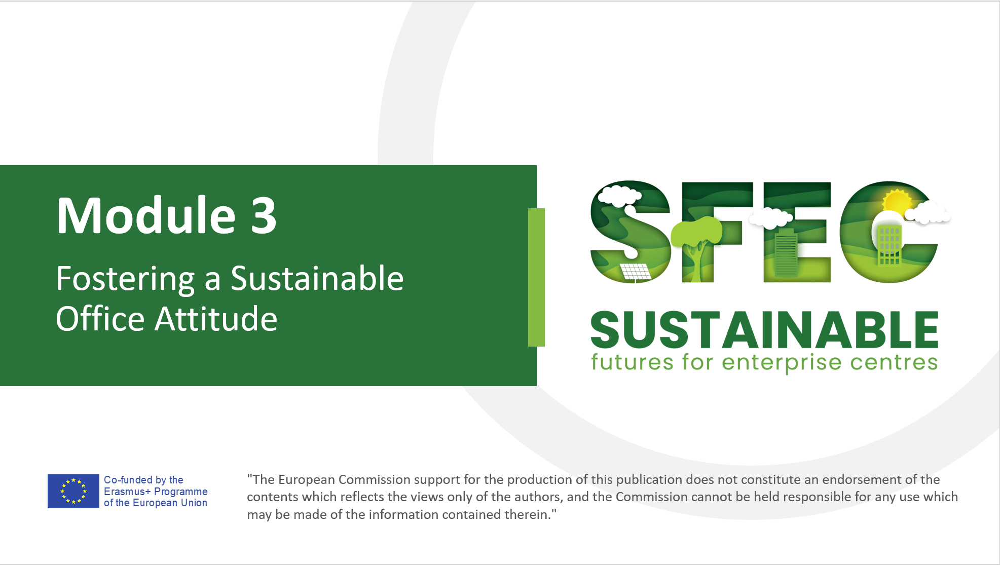 Module 3
Fostering a Sustainable
Office Attitude
SFEC
SUSTAINABLE
futures for enterprise centres
Co-funded by the
Erasmus+ Programme
of the European Union
"The European Commission support for the production of this publication does not constitute an endorsement of the
contents which reflects the views only of the authors, and the Commission cannot be held responsible for any use which
may be made of the information contained therein."